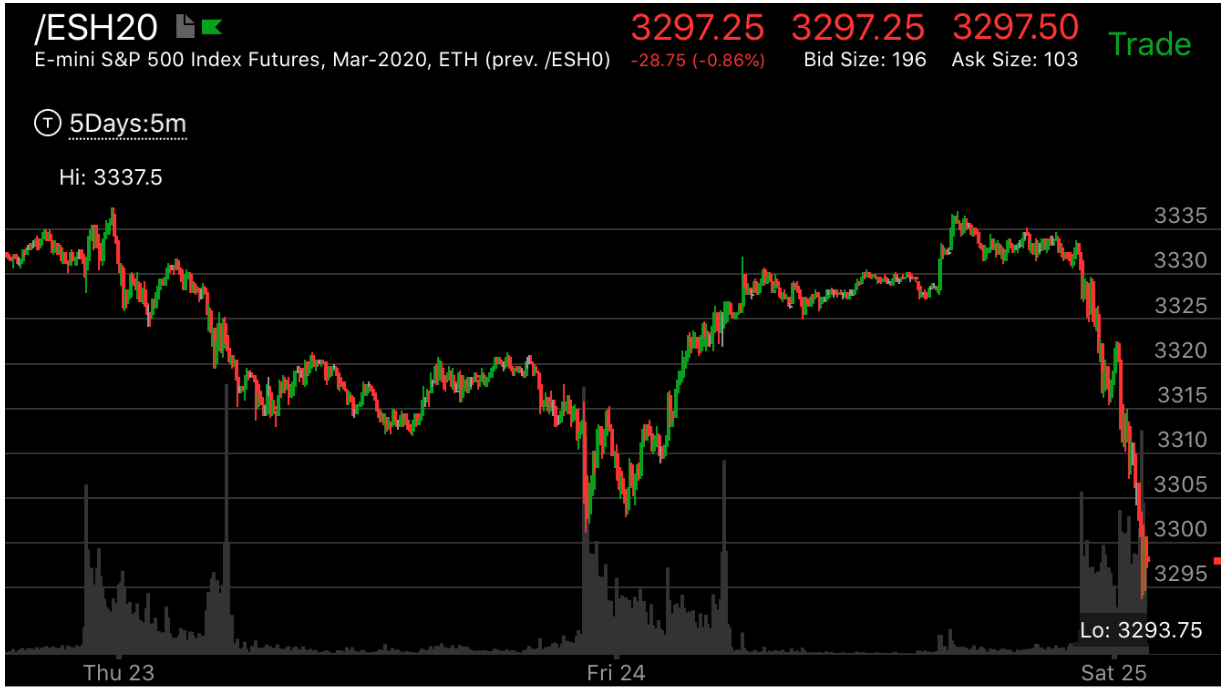 /ESH20 3297.25 3297.25 3297.50 Trade
E-mini S&P 500 Index Futures, Mar-2020, ETH (prev. /ESH0) -28.75 (-0.86%) Bid Size: 196 Ask Size: 103
T 5Days:5m
Hi: 3337.5
3335
3330
3325
3320
3315
3310
3305
3300
3295
Lo: 3293.75
Thu 23 Fri 24 Sat 25